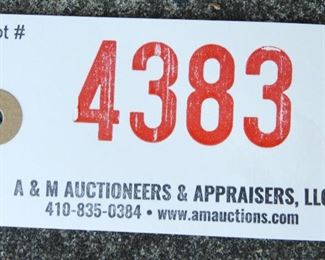 ot #
4383
A & M AUCTIONEERS & APPRAISERS, LLC
410-835-0384 • www.amauctions.com